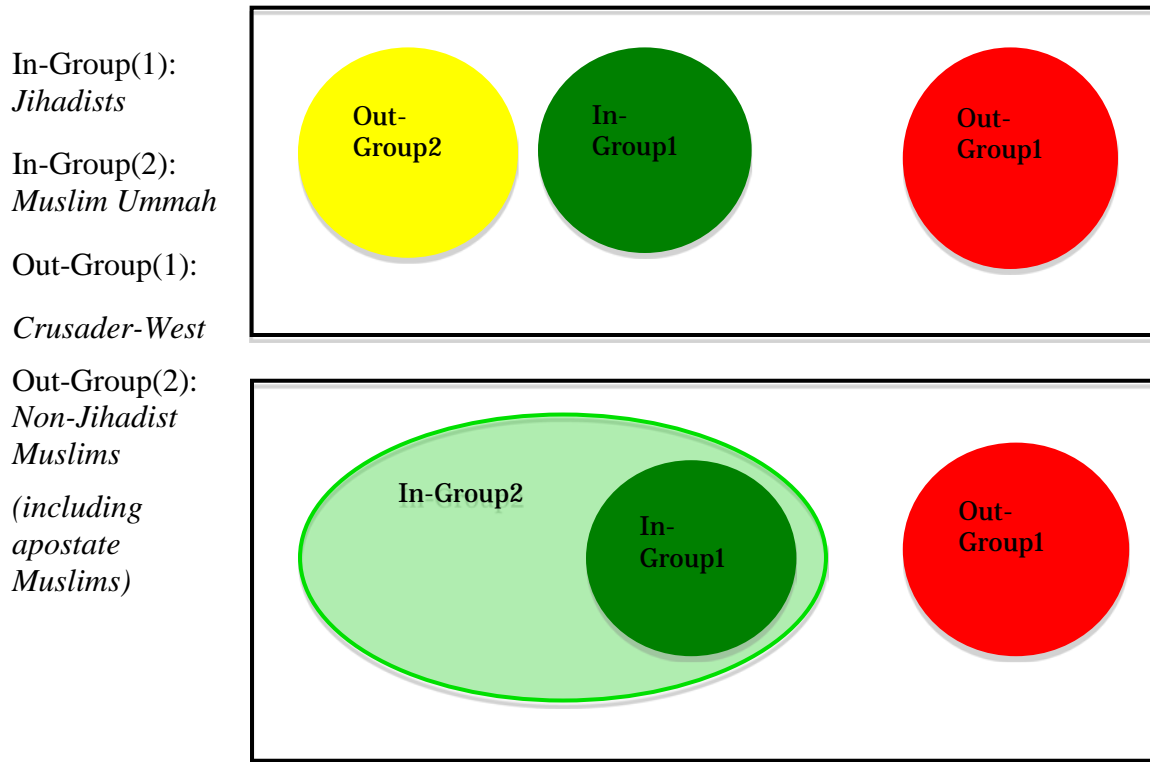 In-Group(1):
Jihadists
In-Group(2):
Muslim Ummah
Out-Group(1):
Crusader-West
Out-Group(2):
Non-Jihadist
Muslims
(including
apostate
Muslims)
Out-
Group2
In-
Group1
Out-
Group1
In-Group2
In-
Group1
Out-
Group1